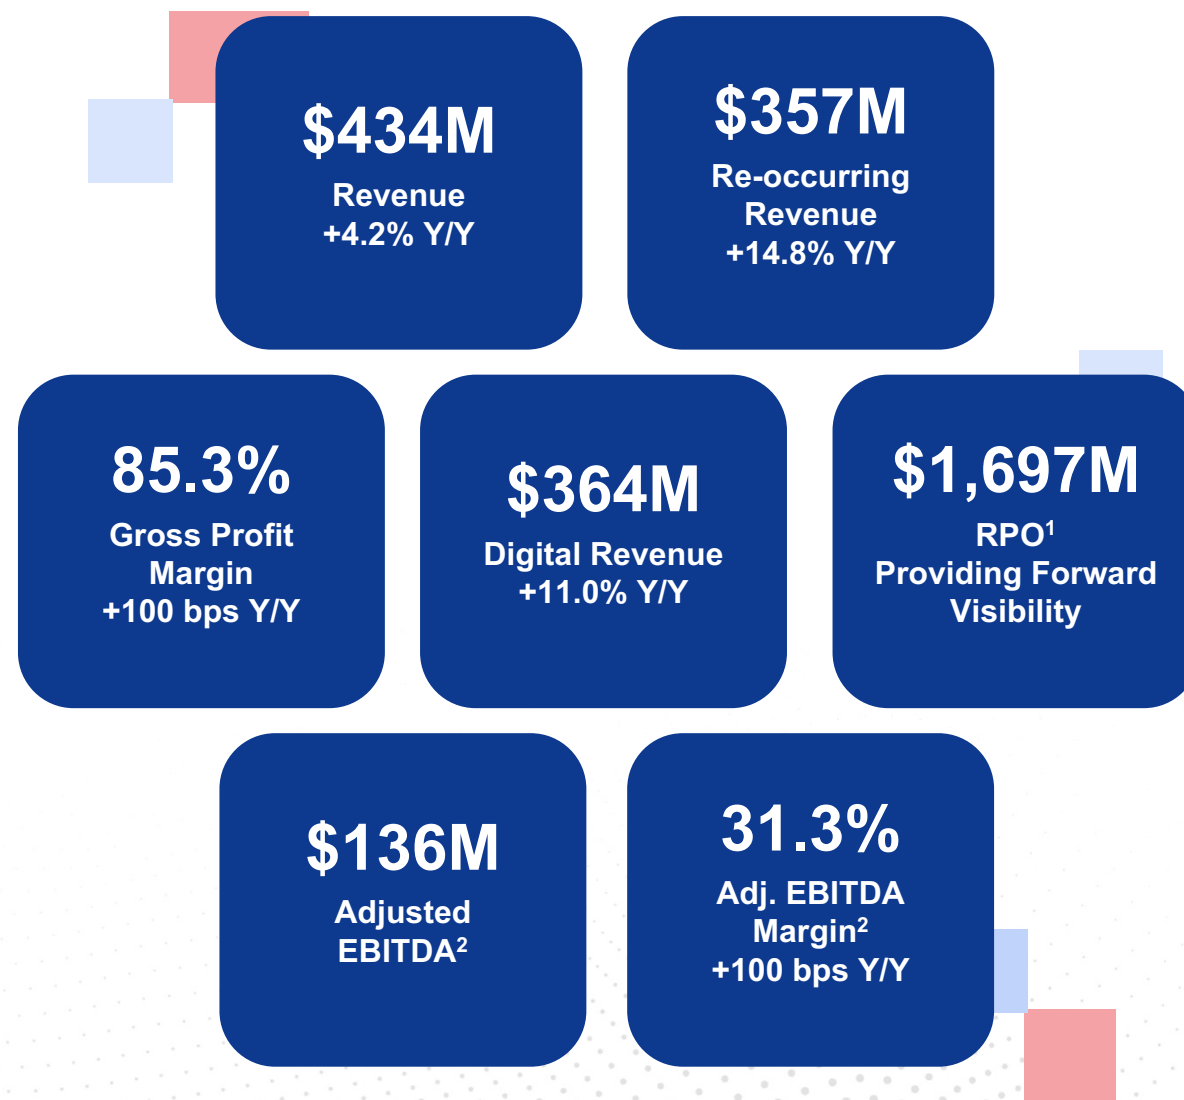 $434M
Revenue
+4.2% Y/Y
$357M
Re-occurring
Revenue
+14.8% Y/Y
85.3%
Gross Profit
Margin
+100 bps Y/Y
$364M
Digital Revenue
+11.0% Y/Y
$1,697M
RPO¹
Providing Forward
Visibility
$136M
Adjusted
EBITDA²
31.3%
Adj. EBITDA
Margin²
+100 bps Y/Y